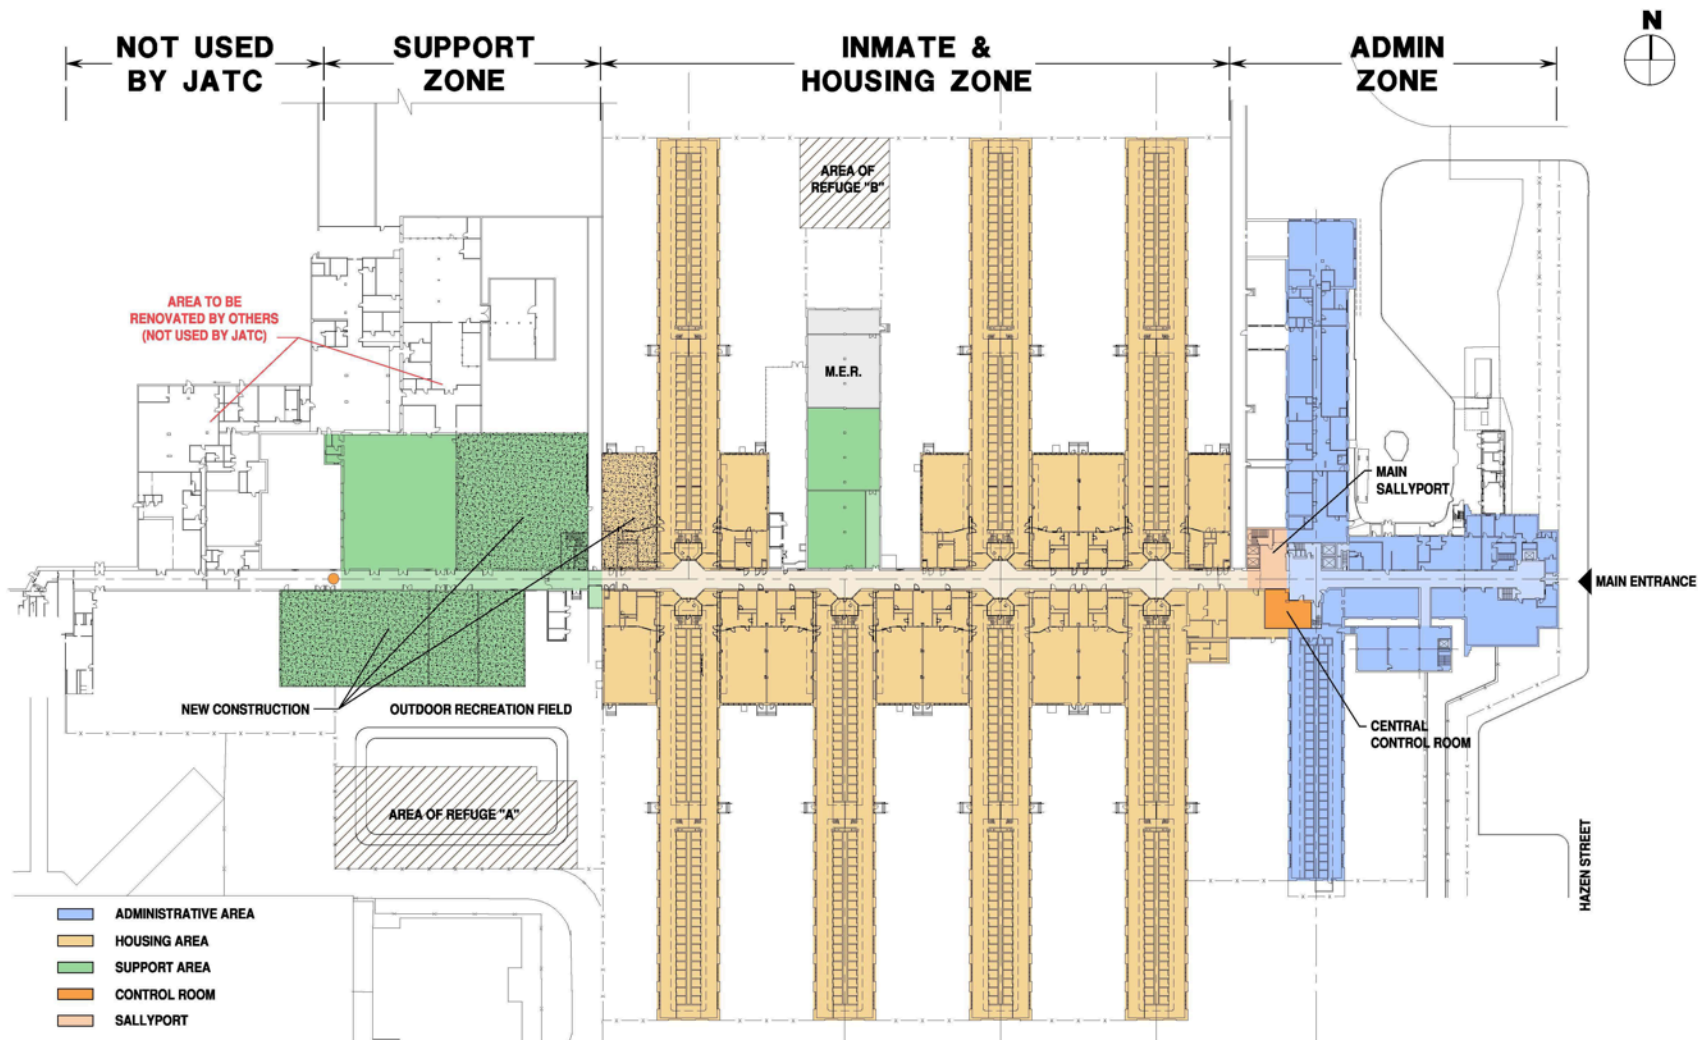 N
NOT USED
BY JATC
SUPPORT
ZONE
INMATE &
HOUSING ZONE
ADMIN
ZONE
AREA OF
REFUGE "B"
AREA TO BE
RENOVATED BY OTHERS
(NOT USED BY JATC)
M.E.R.
MAIN
SALLYPORT
MAIN ENTRANCE
NEW CONSTRUCTION
OUTDOOR RECREATION FIELD
CENTRAL
CONTROL ROOM
AREA OF REFUGE "A"
HAZEN STREET
ADMINISTRATIVE AREA
HOUSING AREA
SUPPORT AREA
CONTROL ROOM
SALLYPORT